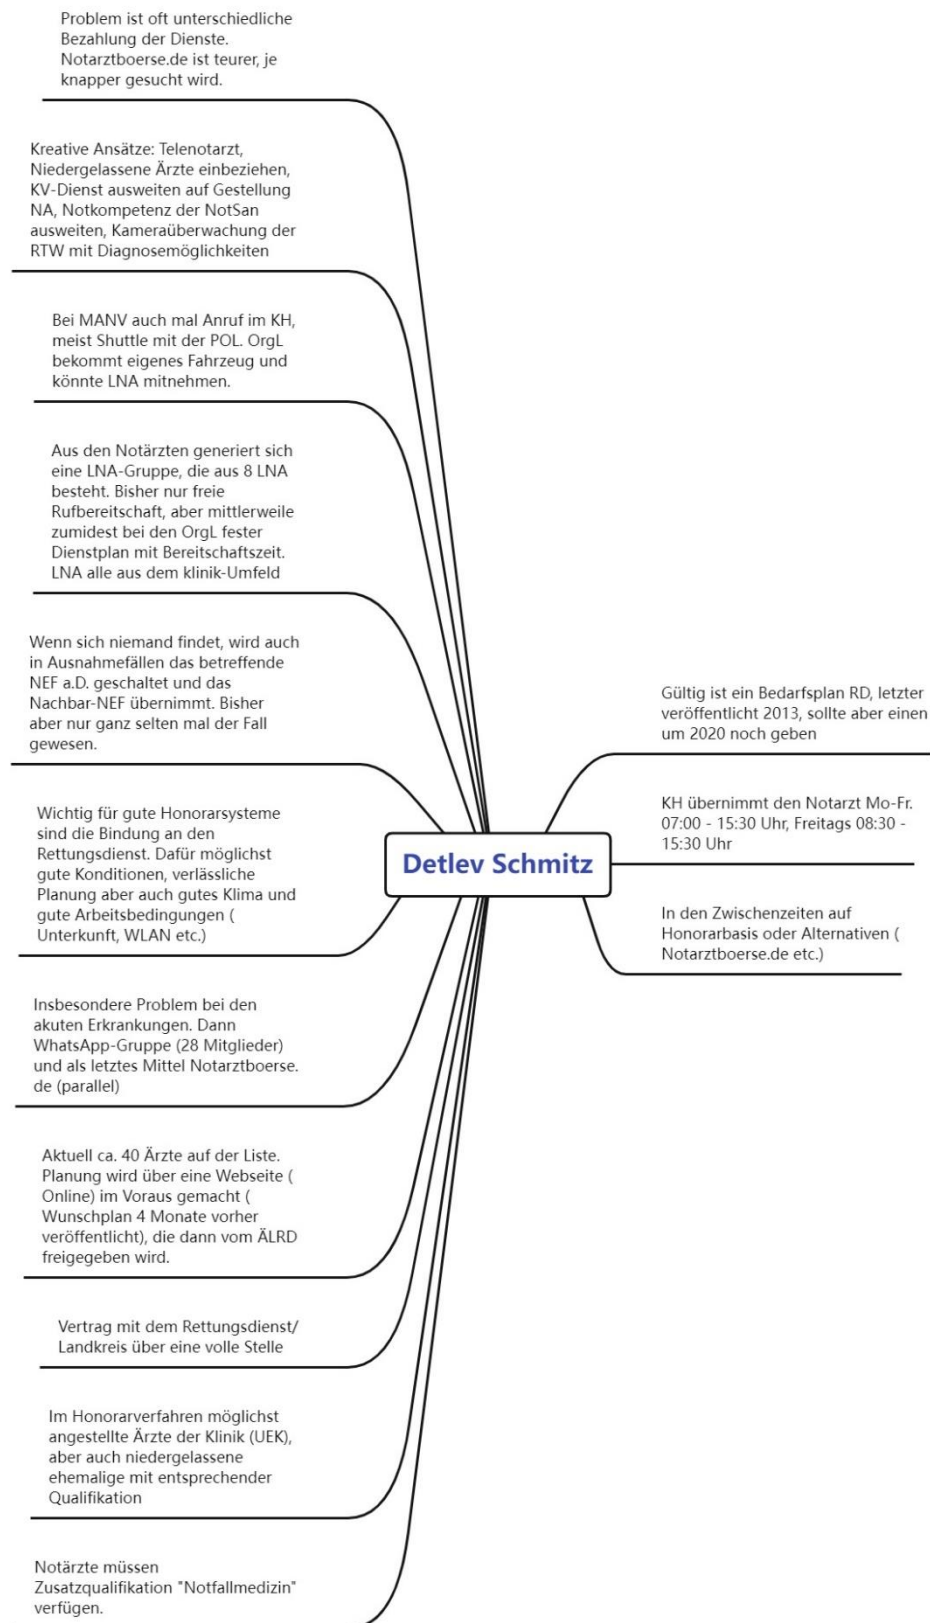 Problem ist oft unterschiedliche
Bezahlung der Dienste.
Notarztboerse.de ist teurer, je
knapper gesucht wird.
Kreative Ansätze: Telenotarzt,
Niedergelassene Ärzte einbeziehen,
KV-Dienst ausweiten auf Gestellung
NA, Notkompetenz der NotSan
ausweiten, Kameraüberwachung der
RTW mit Diagnosemöglichkeiten
Bei MANV auch mal Anruf im KH,
meist Shuttle mit der POL. OrgL
bekommt eigenes Fahrzeug und
könnte LNA mitnehmen.
Aus den Notärzten generiert sich
eine LNA-Gruppe, die aus 8 LNA
besteht. Bisher nur freie
Rufbereitschaft, aber mittlerweile
zumidest bei den OrgL fester
Dienstplan mit Bereitschaftszeit.
LNA alle aus dem klinik-Umfeld
Wenn sich niemand findet, wird auch
in Ausnahmefällen das betreffende
NEF a.D. geschaltet und das
Nachbar-NEF übernimmt. Bisher
aber nur ganz selten mal der Fall
gewesen.
Wichtig für gute Honorarsysteme
sind die Bindung an den
Rettungsdienst. Dafür möglichst
gute Konditionen, verlässliche
Planung aber auch gutes Klima und
gute Arbeitsbedingungen (
Unterkunft, WLAN etc.)
Insbesondere Problem bei den
akuten Erkrankungen. Dann
WhatsApp-Gruppe (28 Mitglieder)
und als letztes Mittel Notarztboerse.
de (parallel)
Aktuell ca. 40 Ärzte auf der Liste.
Planung wird über eine Webseite (
Online) im Voraus gemacht (
Wunschplan 4 Monate vorher
veröffentlicht), die dann vom ÄLRD
freigegeben wird.
Vertrag mit dem Rettungsdienst/
Landkreis über eine volle Stelle
Im Honorarverfahren möglichst
angestellte Ärzte der Klinik (UEK),
aber auch niedergelassene
ehemalige mit entsprechender
Qualifikation
Notärzte müssen
Zusatzqualifikation "Notfallmedizin"
verfügen.
Detlev Schmitz
Gültig ist ein Bedarfsplan RD, letzter
veröffentlicht 2013, sollte aber einen
um 2020 noch geben
KH übernimmt den Notarzt Mo-Fr.
07:00 - 15:30 Uhr, Freitags 08:30 -
15:30 Uhr
In den Zwischenzeiten auf
Honorarbasis oder Alternativen (
Notarztboerse.de etc.)